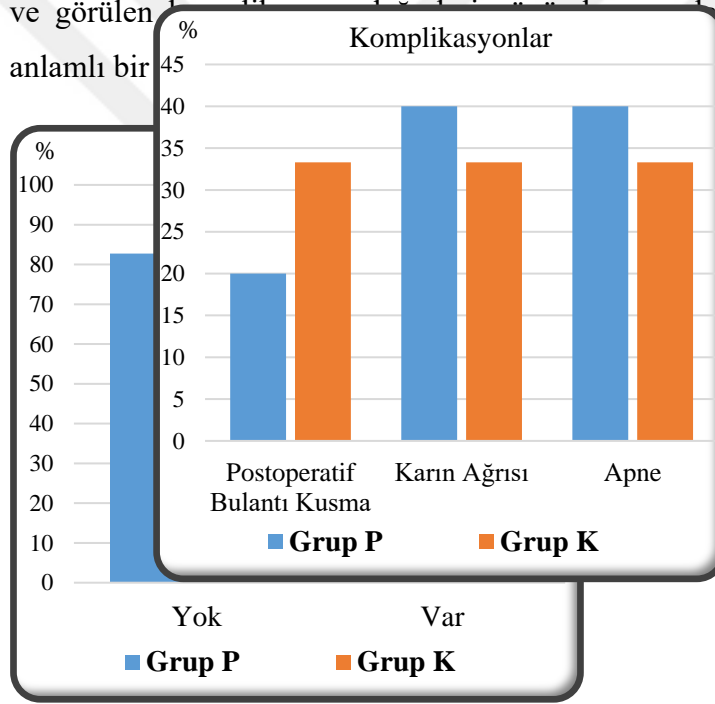 ve görülen
anlamlı bir
%
Komplikasyonlar
45
40
35
30
25
20
15
10
5
0
Postoperatif
Bulantı Kusma
Karın Ağrısı
Apne
Grup P
Grup K
%
100
90
80
70
60
50
40
30
20
10
0
Yok
Var
Grup P
Grup K